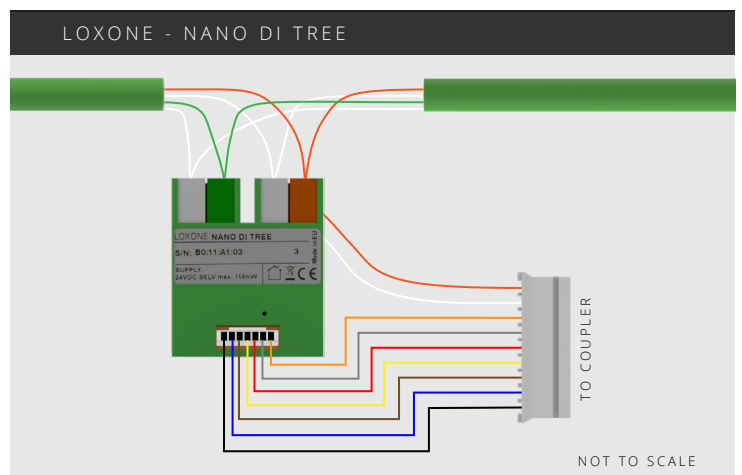 LOXONE - NANO DI TREE
LOXONE NANO DI TREE
S/N: B0:11:A1:03 3
SUPPLY:
24VDC SELV max. 115mW
Made in EU
TO COUPLER
NOT TO SCALE